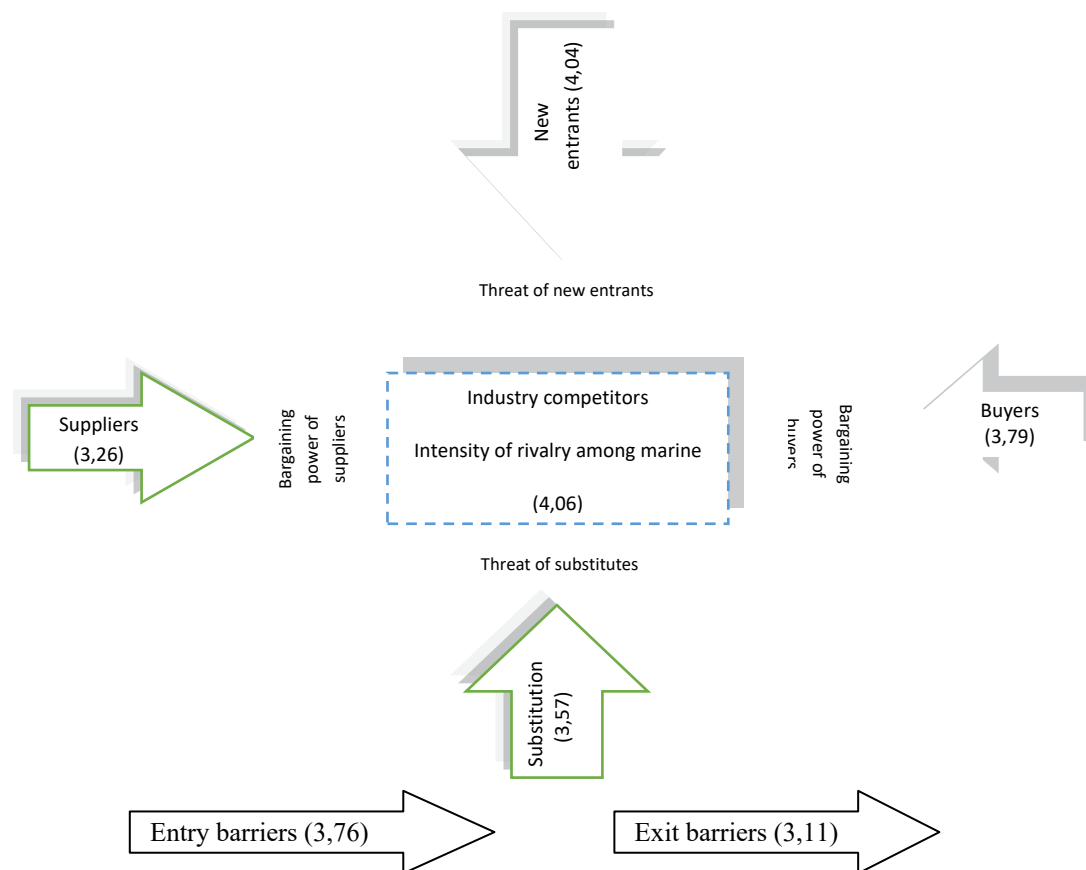 New
entrants (4,04)
Threat of new entrants
Suppliers
(3,26)
Bargaining
power of
suppliers
Industry competitors
Intensity of rivalry among marine
(4,06)
Bargaining
power of
buyers
Buyers
(3,79)
Threat of substitutes
Substitution
(3,57)
Entry barriers (3,76)
Exit barriers (3,11)